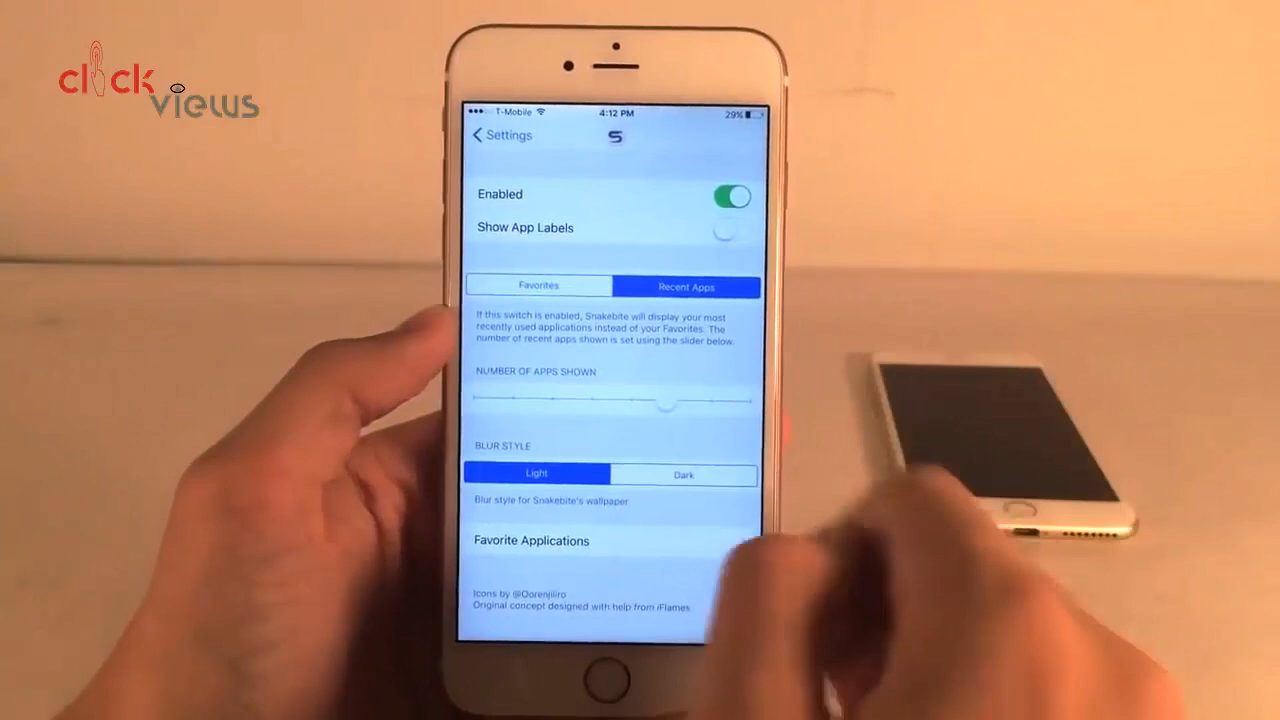 click
views
T-Mobile 4:12 PM 29%
Settings
Enabled
Show App Labels
Favorites Recent Apps
If this switch is enabled, Snakebite will display your most
recently used applications instead of your Favorites. The
number of recent apps shown is set using the slider below.
NUMBER OF APPS SHOWN
BLUR STYLE
Light Dark
Blur style for Snakebite's wallpaper
Favorite Applications
Icons by @Oorenjiiro
Original concept designed with help from iFlames